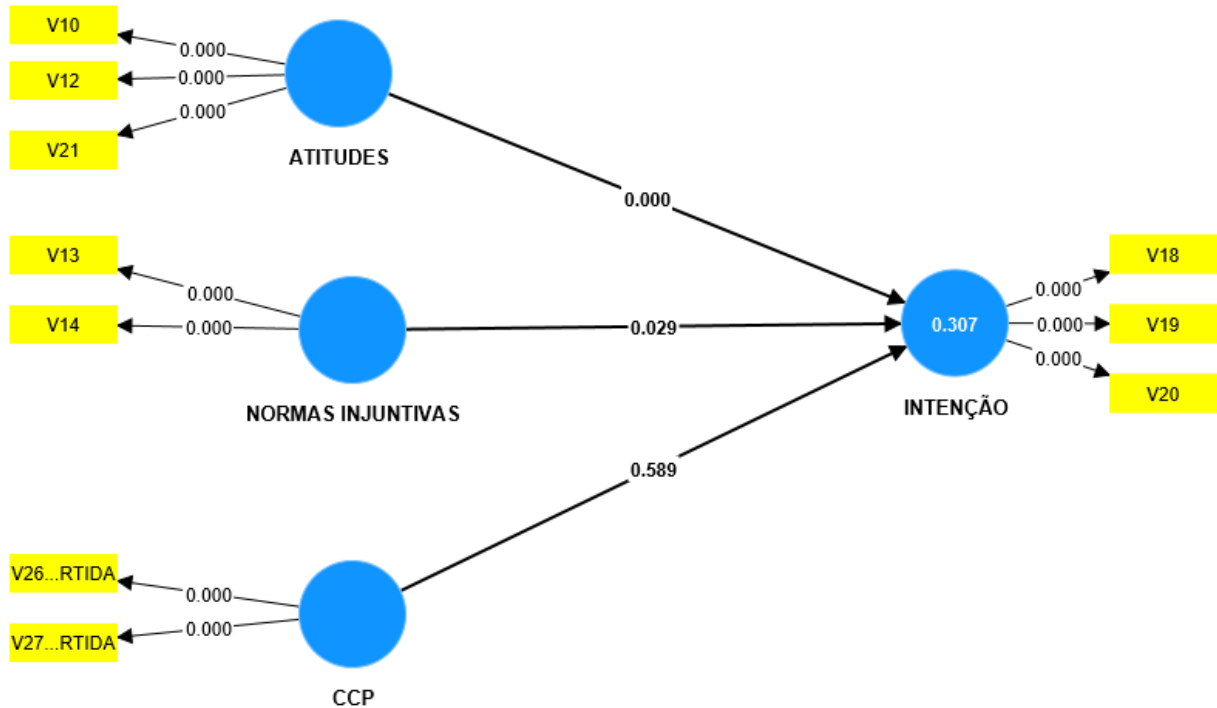 V10
0.000
V12
0.000
V21
0.000
ATITUDES
0.000
V13
0.000
V14
0.000
NORMAS INJUNTIVAS
0.029
V26...RTIDA
0.000
V27...RTIDA
0.000
CCP
0.589
0.307
INTENÇÃO
0.000
V18
0.000
V19
0.000
V20